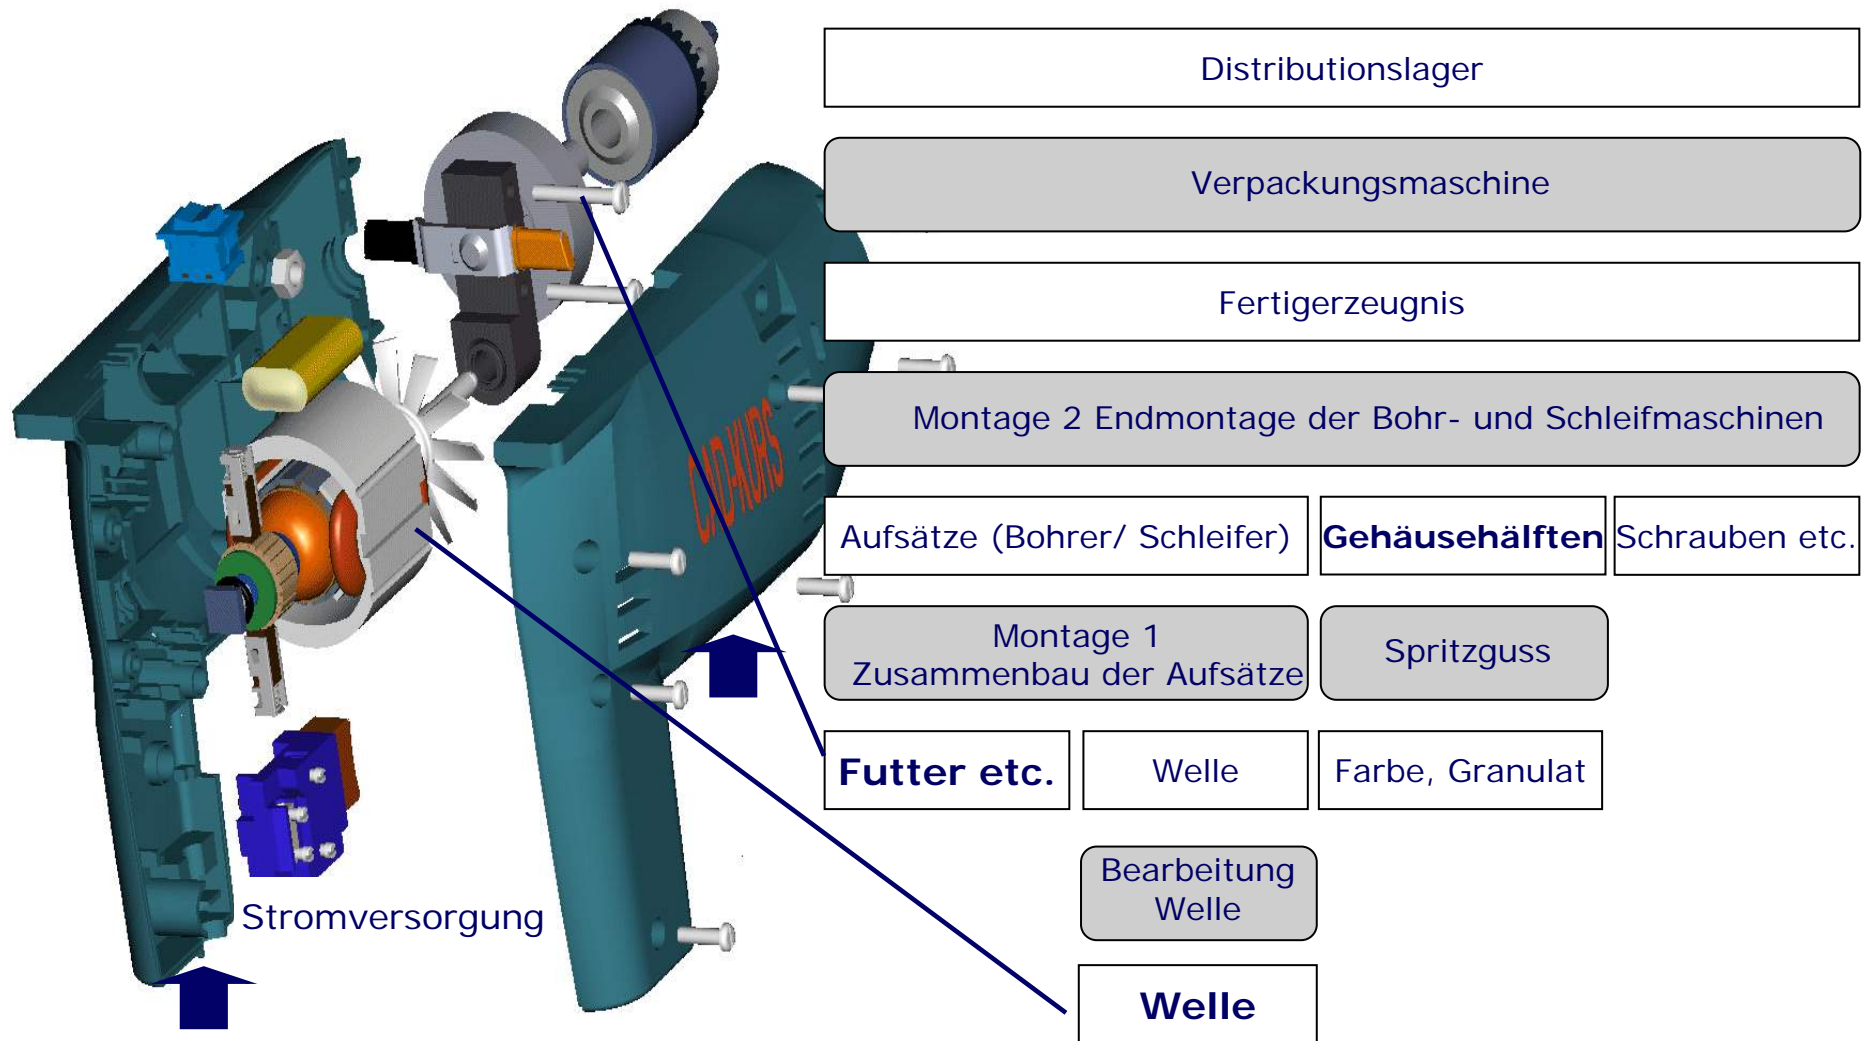 Distributionslager
Verpackungsmaschine
Fertigerzeugnis
Montage 2 Endmontage der Bohr- und Schleifmaschinen
CAD-KURS
Aufsätze (Bohrer/ Schleifer)
Gehäusehälften
Schrauben etc.
Montage 1
Zusammenbau der Aufsätze
Spritzguss
Futter etc.
Welle
Farbe, Granulat
Bearbeitung
Welle
Stromversorgung
Welle